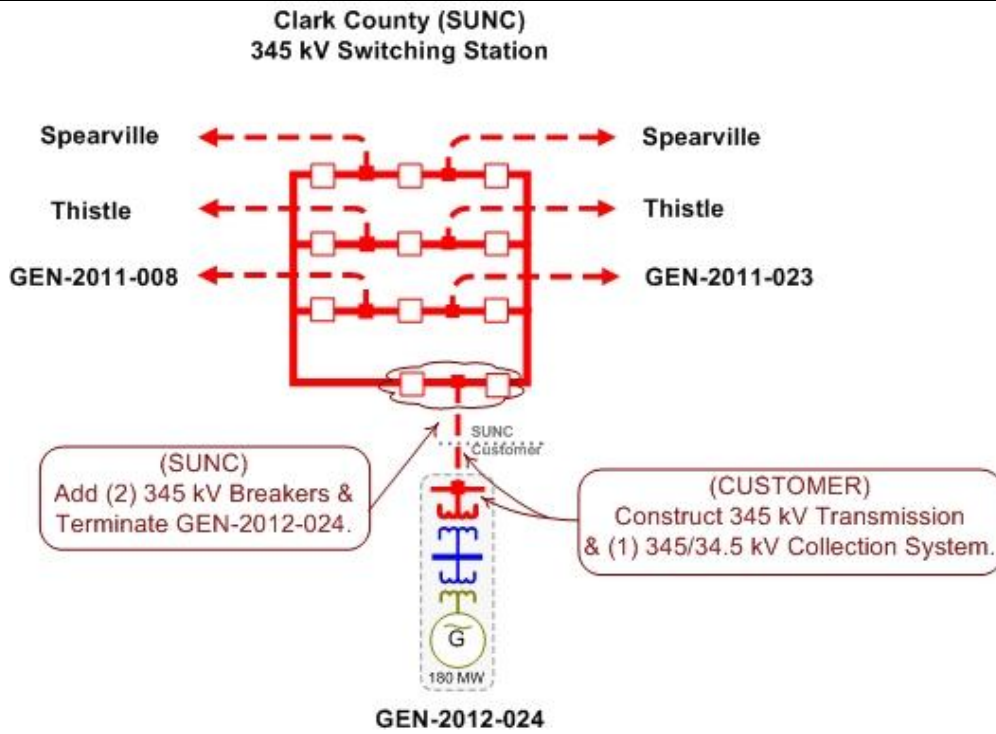 Clark County (SUNC)
345 kV Switching Station
Spearville
Spearville
Thistle
Thistle
GEN-2011-008
GEN-2011-023
SUNC
Customer
(SUNC)
Add (2) 345 kV Breakers &
Terminate GEN-2012-024.
(CUSTOMER)
Construct 345 kV Transmission
& (1) 345/34.5 kV Collection System.
G
180 MW
GEN-2012-024